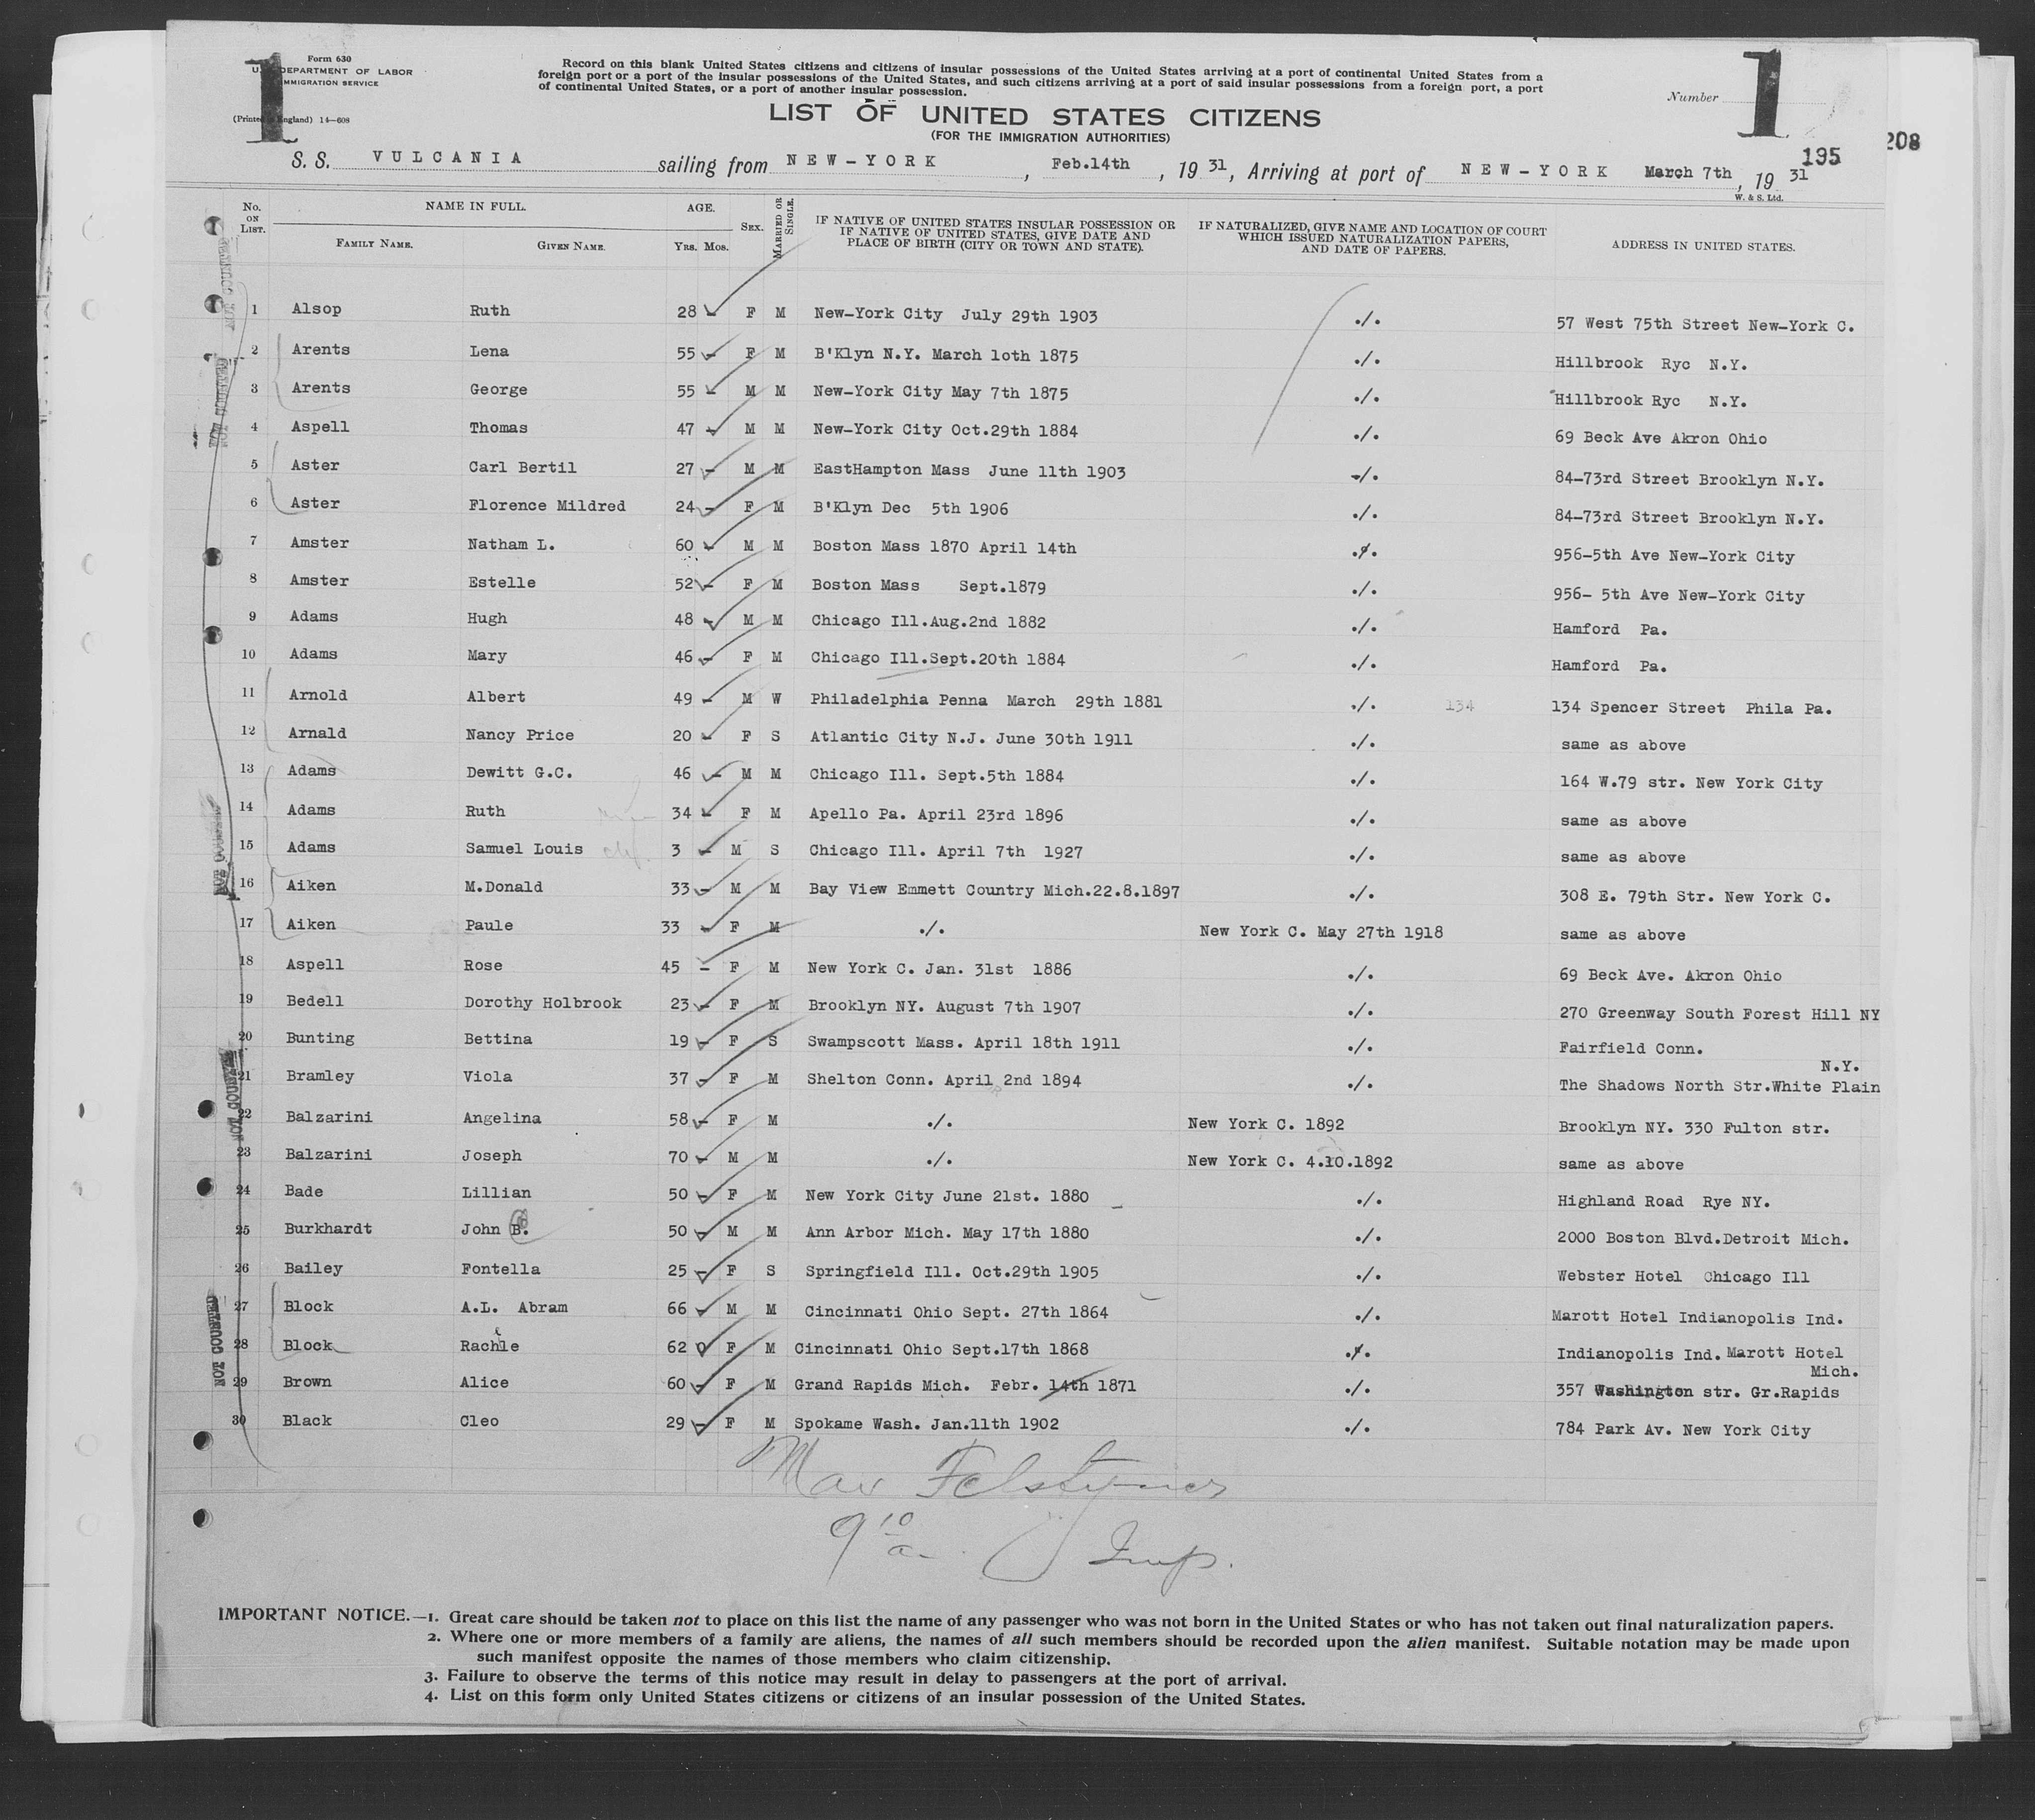 Form 630
U. S. DEPARTMENT OF LABOR
IMMIGRATION SERVICE
(Printed in England) 14—608
1
Record on this blank United States citizens and citizens of insular possessions of the United States arriving at a port of continental United States from a
foreign port or a port of the insular possessions of the United States, and such citizens arriving at a port of said insular possessions from a foreign port, a port
of continental United States, or a port of another insular possession.
1
Number
LIST OF UNITED STATES CITIZENS
(FOR THE IMMIGRATION AUTHORITIES)
195
208
S. S. VULCANIA sailing from NEW-YORK, Feb.14th, 19 31, Arriving at port of NEW-YORK March 7th, 19 31
W. & S. Ltd.
No. ON LIST. NAME IN FULL. FAMILY NAME. GIVEN NAME. AGE. YRS. MOS. SEX. MARRIED OR SINGLE. IF NATIVE OF UNITED STATES INSULAR POSSESSION OR IF NATIVE OF UNITED STATES, GIVE DATE AND PLACE OF BIRTH (CITY OR TOWN AND STATE). IF NATURALIZED, GIVE NAME AND LOCATION OF COURT WHICH ISSUED NATURALIZATION PAPERS, AND DATE OF PAPERS. ADDRESS IN UNITED STATES.
1 Alsop Ruth 28 F M New-York City July 29th 1903 ./. 57 West 75th Street New-York C.
2 Arents Lena 55 F M B'Klyn N.Y. March 1oth 1875 ./. Hillbrook Ryc N.Y.
3 Arents George 55 M M New-York City May 7th 1875 ./. Hillbrook Ryc N.Y.
4 Aspell Thomas 47 M M New-York City Oct.29th 1884 ./. 69 Beck Ave Akron Ohio
5 Aster Carl Bertil 27 M M EastHampton Mass June 11th 1903 -/. 84-73rd Street Brooklyn N.Y.
6 Aster Florence Mildred 24 F M B'Klyn Dec 5th 1906 ./. 84-73rd Street Brooklyn N.Y.
7 Amster Natham L. 60 M M Boston Mass 1870 April 14th ./. 956-5th Ave New-York City
8 Amster Estelle 52 F M Boston Mass Sept.1879 ./. 956- 5th Ave New-York City
9 Adams Hugh 48 M M Chicago Ill.Aug.2nd 1882 ./. Hamford Pa.
10 Adams Mary 46 F M Chicago Ill.Sept.20th 1884 ./. Hamford Pa.
11 Arnold Albert 49 M W Philadelphia Penna March 29th 1881 ./. 134 134 Spencer Street Phila Pa.
12 Arnald Nancy Price 20 F S Atlantic City N.J. June 30th 1911 ./. same as above
13 Adams Dewitt G.C. 46 M M Chicago Ill. Sept.5th 1884 ./. 164 W.79 str. New York City
14 Adams Ruth 34 F M Apello Pa. April 23rd 1896 ./. same as above
15 Adams Samuel Louis 3 M S Chicago Ill. April 7th 1927 ./. same as above
16 Aiken M.Donald 33 M M Bay View Emmett Country Mich.22.8.1897 ./. 308 E. 79th Str. New York C.
17 Aiken Paule 33 F M ./. New York C. May 27th 1918 same as above
18 Aspell Rose 45 F M New York C. Jan. 31st 1886 ./. 69 Beck Ave. Akron Ohio
19 Bedell Dorothy Holbrook 23 F M Brooklyn NY. August 7th 1907 ./. 270 Greenway South Forest Hill NY
20 Bunting Bettina 19 F S Swampscott Mass. April 18th 1911 ./. Fairfield Conn.
N.Y.
21 Bramley Viola 37 F M Shelton Conn. April 2nd 1894 ./. The Shadows North Str.White Plain
22 Balzarini Angelina 58 F M ./. New York C. 1892 Brooklyn NY. 330 Fulton str.
23 Balzarini Joseph 70 M M ./. New York C. 4.10.1892 same as above
24 Bade Lillian 50 F M New York City June 21st. 1880 ./. Highland Road Rye NY.
25 Burkhardt John B. 50 M M Ann Arbor Mich. May 17th 1880 ./. 2000 Boston Blvd.Detroit Mich.
26 Bailey Fontella 25 F S Springfield Ill. Oct.29th 1905 ./. Webster Hotel Chicago Ill
27 Block A.L. Abram 66 M M Cincinnati Ohio Sept. 27th 1864 ./. Marott Hotel Indianopolis Ind.
28 Block Rachle 62 F M Cincinnati Ohio Sept.17th 1868 ./. Indianopolis Ind. Marott Hotel
Mich.
29 Brown Alice 60 F M Grand Rapids Mich. Febr. 14th 1871 ./. 357 Washington str. Gr.Rapids
30 Black Cleo 29 F M Spokame Wash. Jan.11th 1902 ./. 784 Park Av. New York City
NOT COUNTED
NOT COUNTED
NOT COUNTED
NOT COUNTED
NOT COUNTED
Max
9 10 a. Insp.
IMPORTANT NOTICE.—1. Great care should be taken not to place on this list the name of any passenger who was not born in the United States or who has not taken out final naturalization papers.
2. Where one or more members of a family are aliens, the names of all such members should be recorded upon the alien manifest. Suitable notation may be made upon
such manifest opposite the names of those members who claim citizenship.
3. Failure to observe the terms of this notice may result in delay to passengers at the port of arrival.
4. List on this form only United States citizens or citizens of an insular possession of the United States.